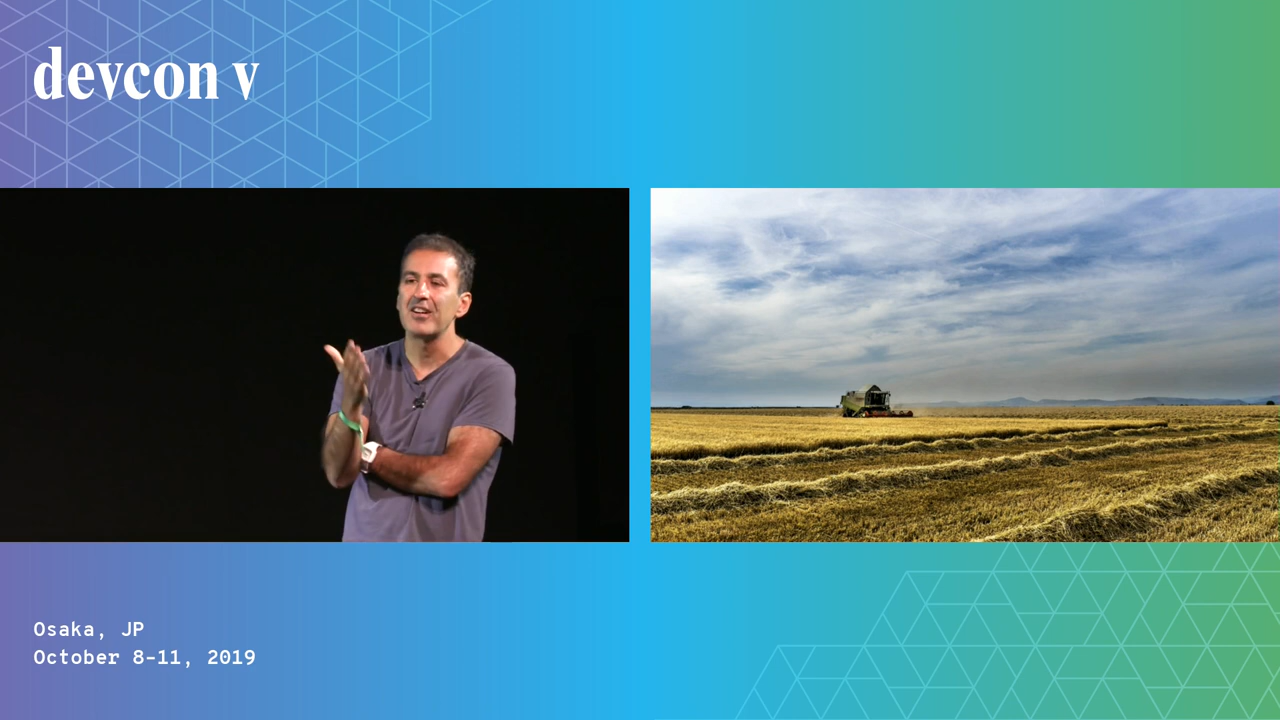 devcon v
Osaka, JP
October 8-11, 2019